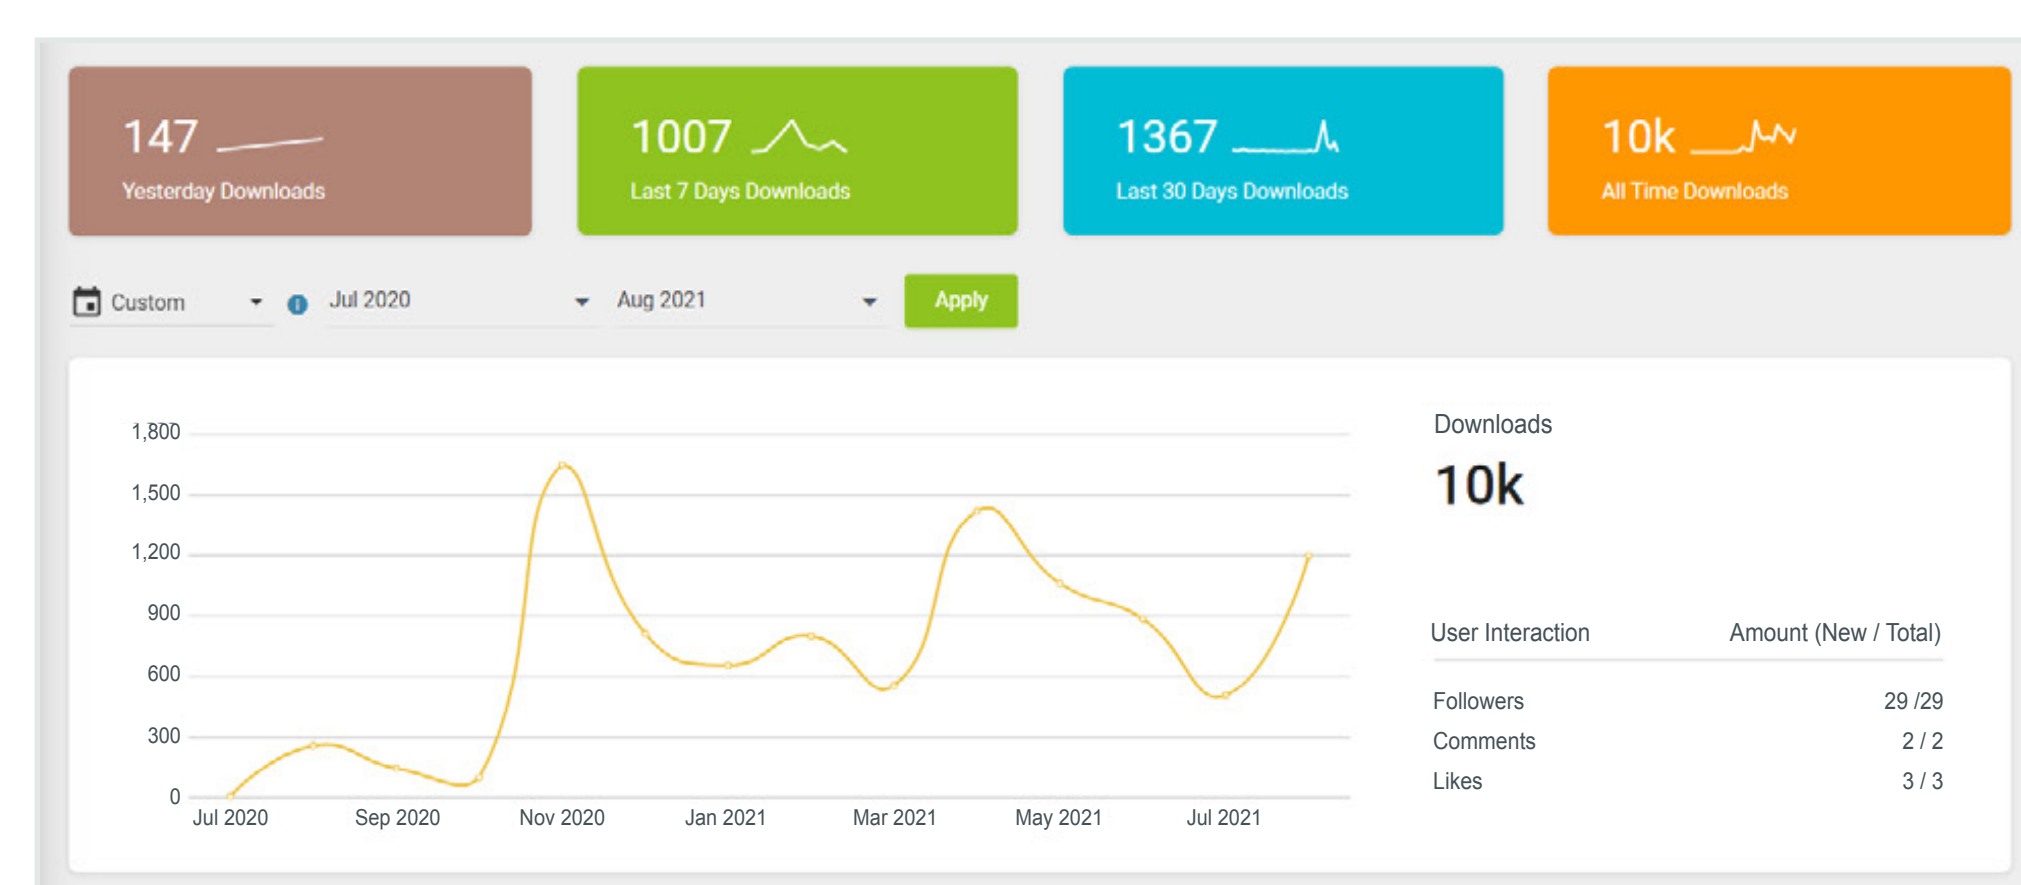 147
Yesterday Downloads
1007
Last 7 Days Downloads
1367
Last 30 Days Downloads
10k
All Time Downloads
Custom
Jul 2020
Aug 2021
Apply
1,800
1,500
1,200
900
600
300
0
Jul 2020 Sep 2020 Nov 2020 Jan 2021 Mar 2021 May 2021 Jul 2021
Downloads
10k
User Interaction Amount (New / Total)
Followers 29 /29
Comments 2 / 2
Likes 3 / 3